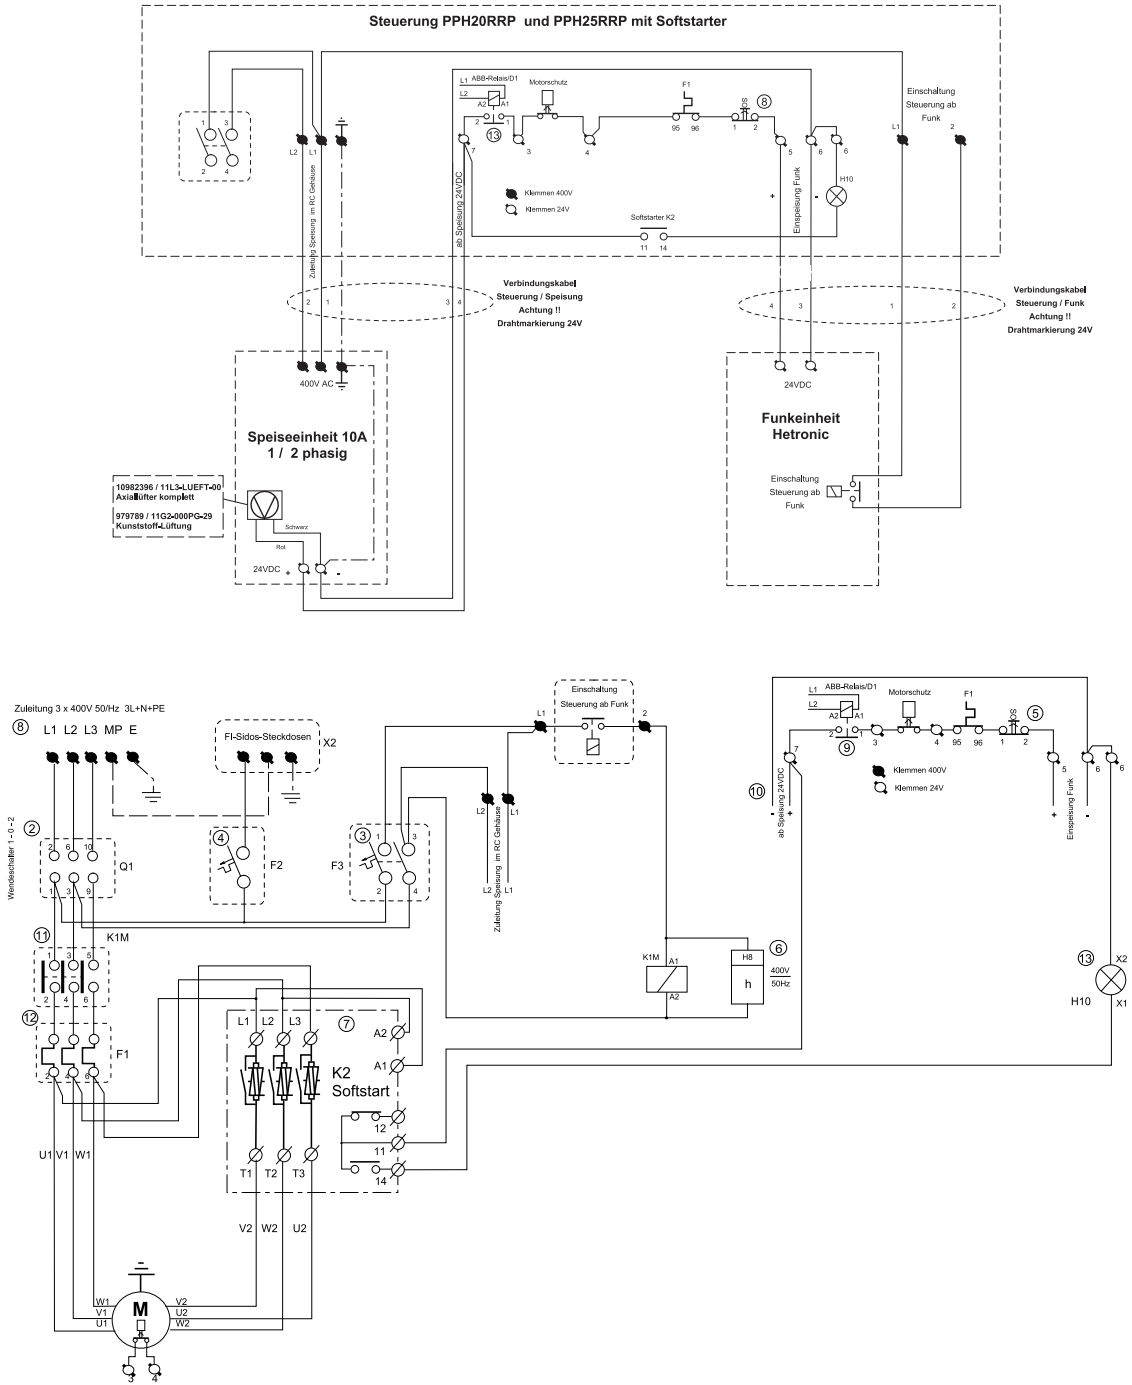 Steuerung PPH20RRP und PPH25RRP mit Softstarter
L1 ABB-Relais/D1
L2
A2 A1
Motorschutz
F1
SOS
8
Einschaltung
Steuerung ab
Funk
1 3
2 4
L2 L1
2 1
13
3
4
95 96
1 2
7
5 6 6
L1 2
H10
Klemmen 400V
Klemmen 24V
Softstarter K2
11 14
Zuleitung Speisung im RC Gehäuse
ab Speisung 24VDC
+ Einspeisung Funk -
2 1
3 4
Verbindungskabel
Steuerung / Speisung
Achtung !!
Drahtmarkierung 24V
4 3 1 2
Verbindungskabel
Steuerung / Funk
Achtung !!
Drahtmarkierung 24V
400V AC
Speiseeinheit 10A
1 / 2 phasig
10982396 / 11L3-LUEFT-00
Axiallüfter komplett
979789 / 11G2-000PG-29
Kunststoff-Lüftung
Schwarz
Rot
24VDC + -
24VDC
Funkeinheit
Hetronic
Einschaltung
Steuerung ab
Funk
Zuleitung 3 x 400V 50/Hz 3L+N+PE
8 L1 L2 L3 MP E
FI-Sidos-Steckdosen
X2
Einschaltung
Steuerung ab Funk
L1 2
L1 ABB-Relais/D1
L2
A2 A1
Motorschutz
F1
SOS
5
2 1
9
3
4
95 96
1 2
7
5 6 6
Klemmen 400V
Klemmen 24V
10
ab Speisung 24VDC
- +
+ Einspeisung Funk -
Wendeschalter 1 - 0 - 2
2
2 6 10
Q1
1 3 9
4
F2
3
1 3
F3
2 4
L2 L1
Zuleitung Speisung im RC Gehäuse
L2 L1
11
K1M
1 3 5
2 4 6
12
F1
2 4 6
K1M
A1
A2
H8
h
6
400V
50Hz
13
X2
H10
X1
L1 L2 L3
7
A2
A1
K2
Softstart
12
11
14
T1 T2 T3
U1 V1 W1
V2 W2 U2
W1
V1
U1
M
V2
U2
W2
3 4